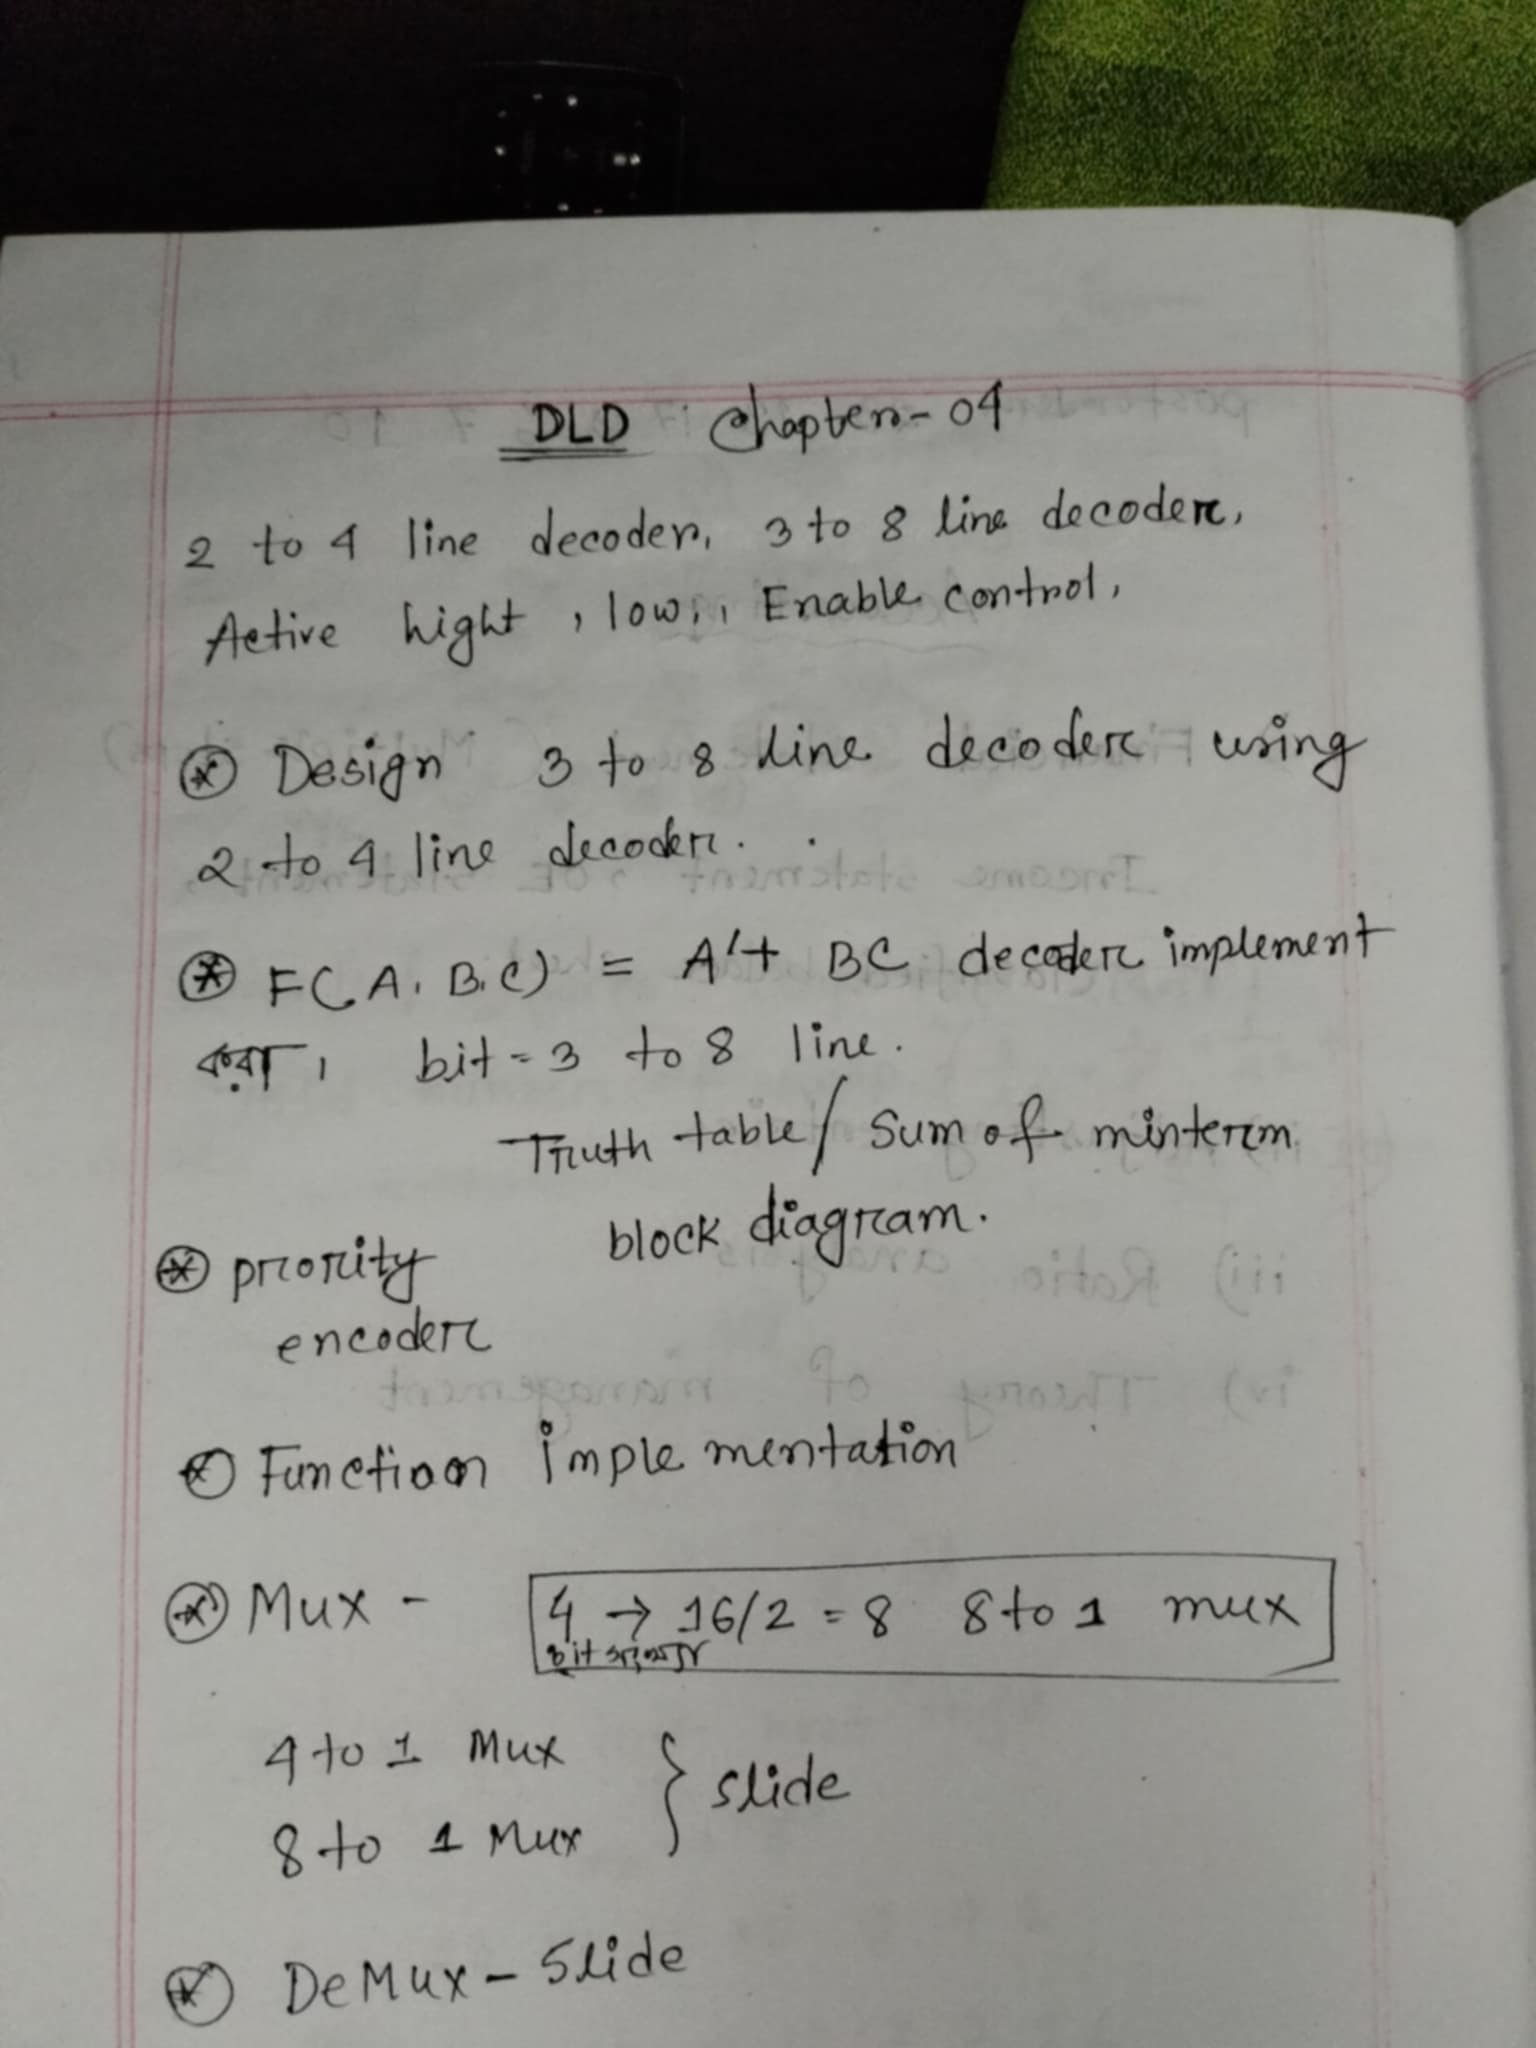 DLD : Chapter-04
2 to 4 line decoder, 3 to 8 line decoder,
Active hight , low, , Enable control,
Design 3 to 8 line decoder using
2 to 4 line decoder.
F(A, B, C) = A'+ BC decoder implement
করা, bit = 3 to 8 line.
Truth table / Sum of minterm
block diagram.
priority
encoder
Function implementation
Mux - 4 → 16/2 = 8 8 to 1 mux
bit
4 to 1 Mux
8 to 1 Mux } slide
DeMux - Slide